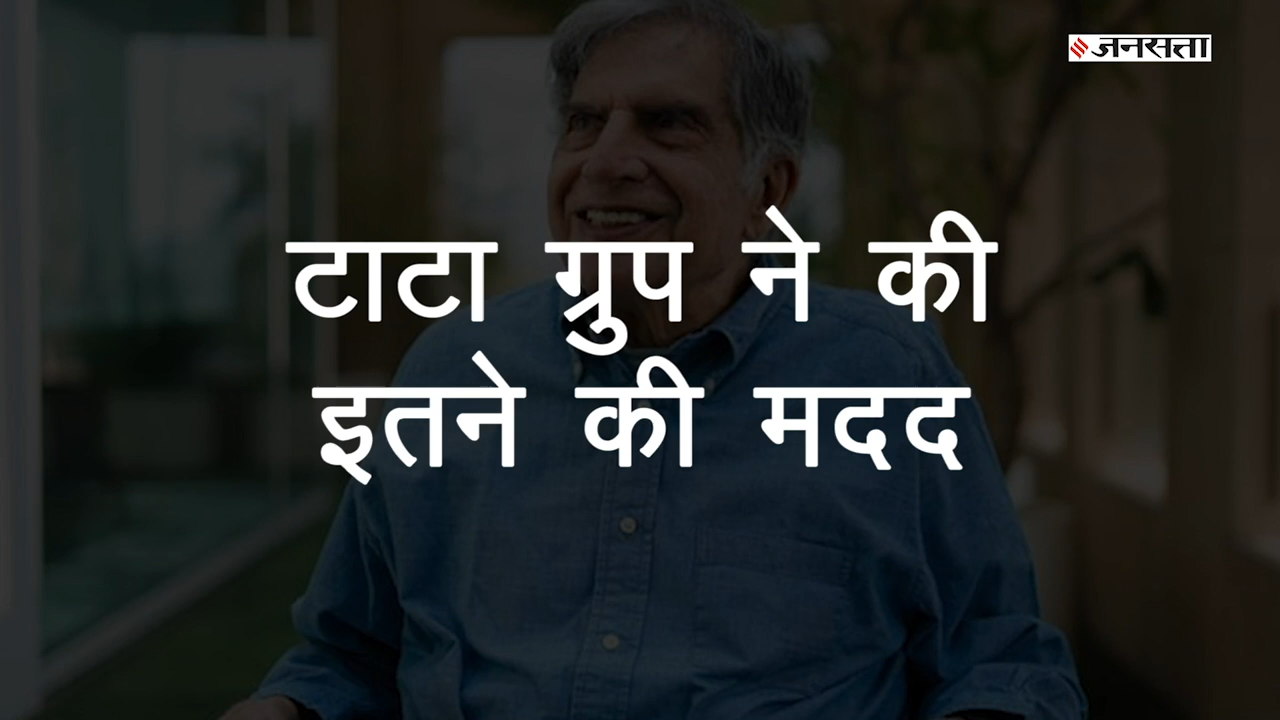 जनसत्ता
टाटा ग्रुप ने की
इतने की मदद